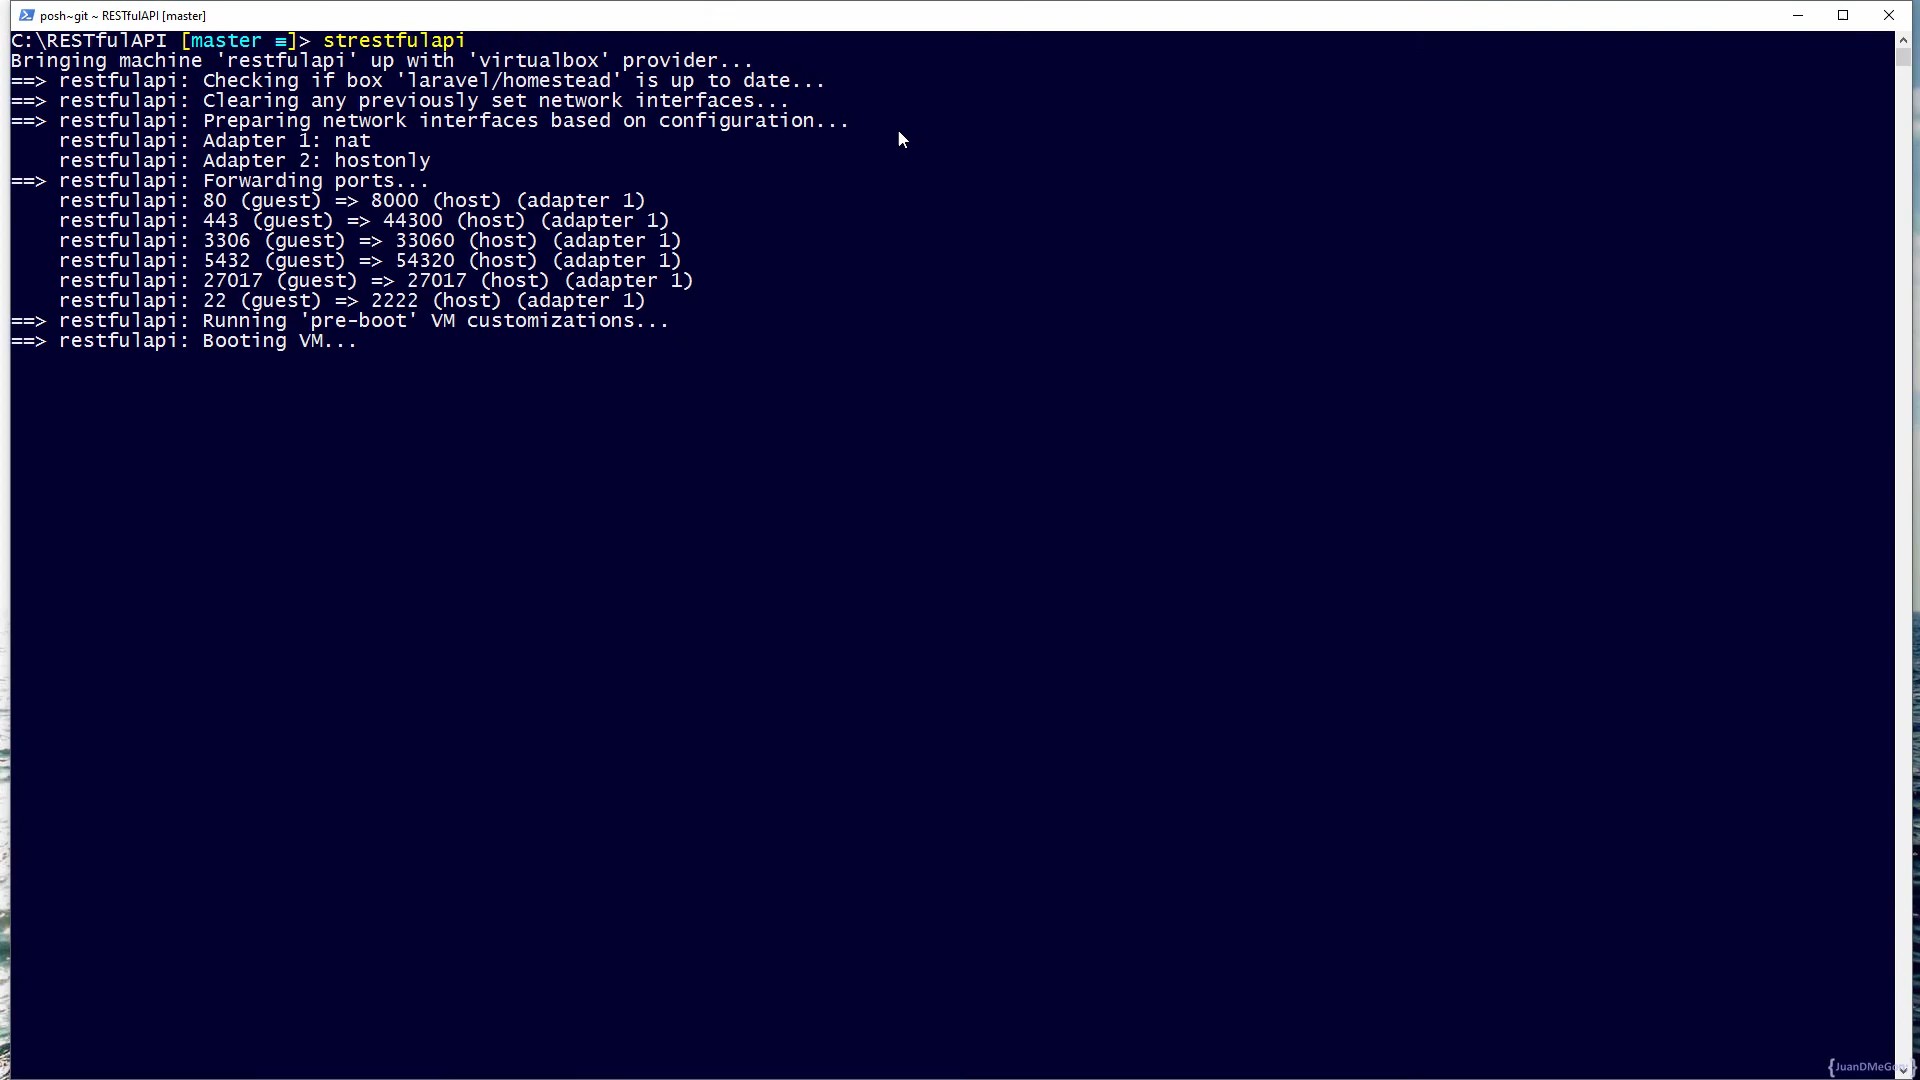 posh~git ~ RESTfulAPI [master]
C:\RESTfulAPI [master ≡]> strestfulapi
Bringing machine 'restfulapi' up with 'virtualbox' provider...
==> restfulapi: Checking if box 'laravel/homestead' is up to date...
==> restfulapi: Clearing any previously set network interfaces...
==> restfulapi: Preparing network interfaces based on configuration...
    restfulapi: Adapter 1: nat
    restfulapi: Adapter 2: hostonly
==> restfulapi: Forwarding ports...
    restfulapi: 80 (guest) => 8000 (host) (adapter 1)
    restfulapi: 443 (guest) => 44300 (host) (adapter 1)
    restfulapi: 3306 (guest) => 33060 (host) (adapter 1)
    restfulapi: 5432 (guest) => 54320 (host) (adapter 1)
    restfulapi: 27017 (guest) => 27017 (host) (adapter 1)
    restfulapi: 22 (guest) => 2222 (host) (adapter 1)
==> restfulapi: Running 'pre-boot' VM customizations...
==> restfulapi: Booting VM...